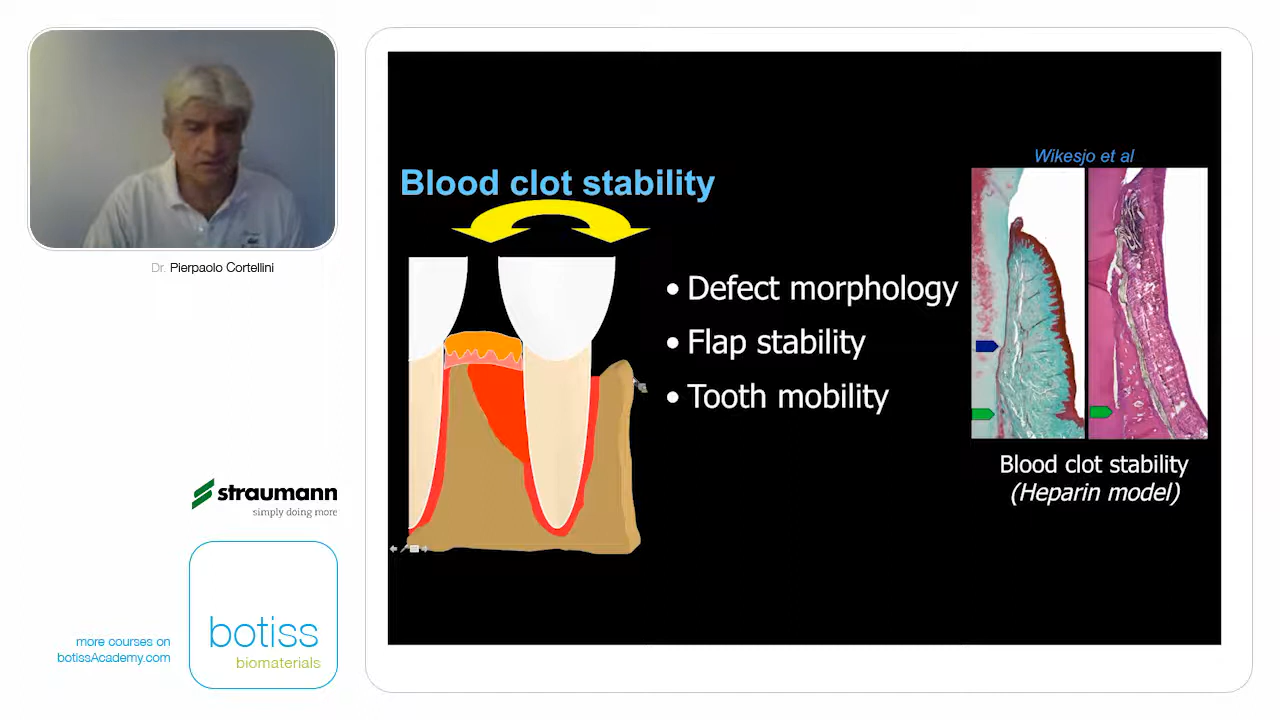 Dr. Pierpaolo Cortellini
straumann
simply doing more
more courses on
botissAcademy.com
botiss
biomaterials
Blood clot stability
• Defect morphology
• Flap stability
• Tooth mobility
Wikesjo et al
Blood clot stability
(Heparin model)